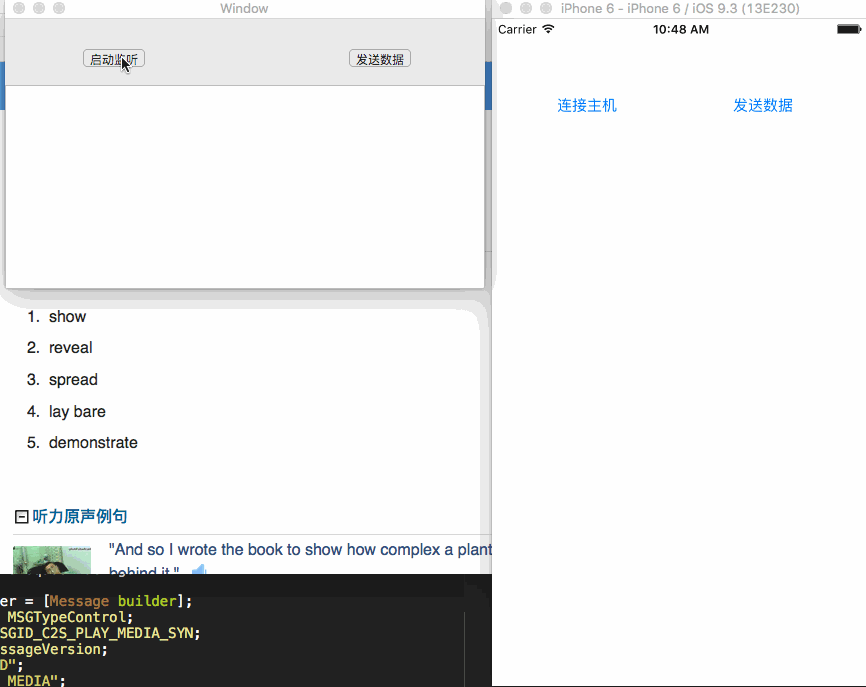 Window
启动监听
发送数据
1. show
2. reveal
3. spread
4. lay bare
5. demonstrate
听力原声例句
"And so I wrote the book to show how complex a plant
behind it."
er = [Message builder];
MSGTypeControl;
SGID_C2S_PLAY_MEDIA_SYN;
ssageVersion;
D";
MEDIA";
iPhone 6 - iPhone 6 / iOS 9.3 (13E230)
Carrier 10:48 AM
连接主机 发送数据